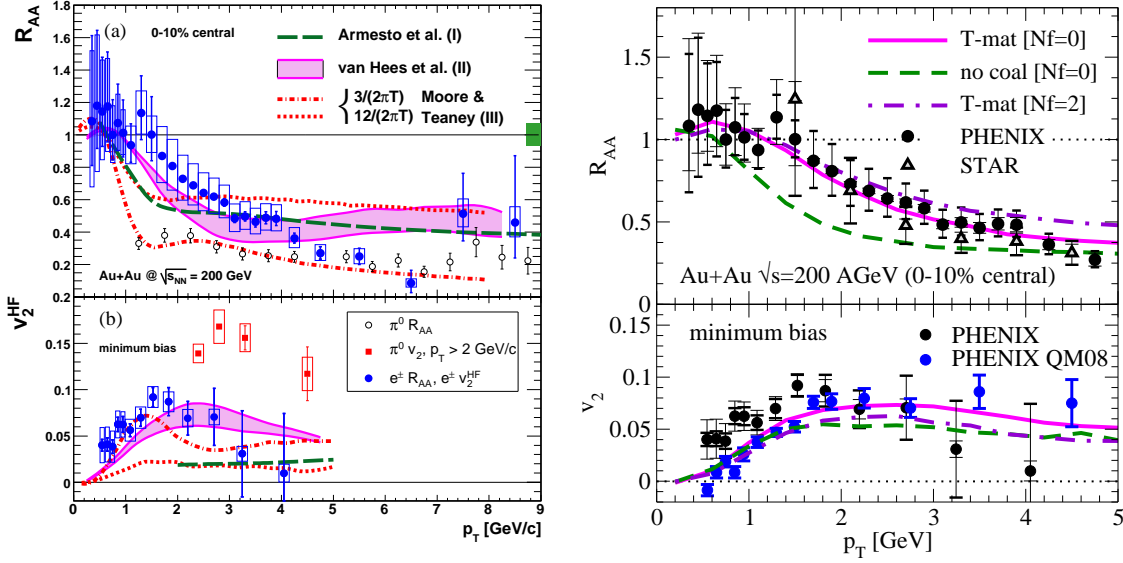 R_AA
1.8
1.6
1.4
1.2
1
0.8
0.6
0.4
0.2
(a)
0-10% central
Armesto et al. (I)
van Hees et al. (II)
3/(2πT) Moore &
12/(2πT) Teaney (III)
Au+Au @ √s_NN = 200 GeV
v_2^HF
0.2
0.15
0.1
0.05
0
(b)
minimum bias
π⁰ R_AA
π⁰ v_2, p_T > 2 GeV/c
e± R_AA, e± v_2^HF
0 1 2 3 4 5 6 7 8 9
p_T [GeV/c]
R_AA
1.5
1
0.5
0
T-mat [Nf=0]
no coal [Nf=0]
T-mat [Nf=2]
PHENIX
STAR
Au+Au √s=200 AGeV (0-10% central)
v_2
0.15
0.1
0.05
0
minimum bias
PHENIX
PHENIX QM08
0 1 2 3 4 5
p_T [GeV]